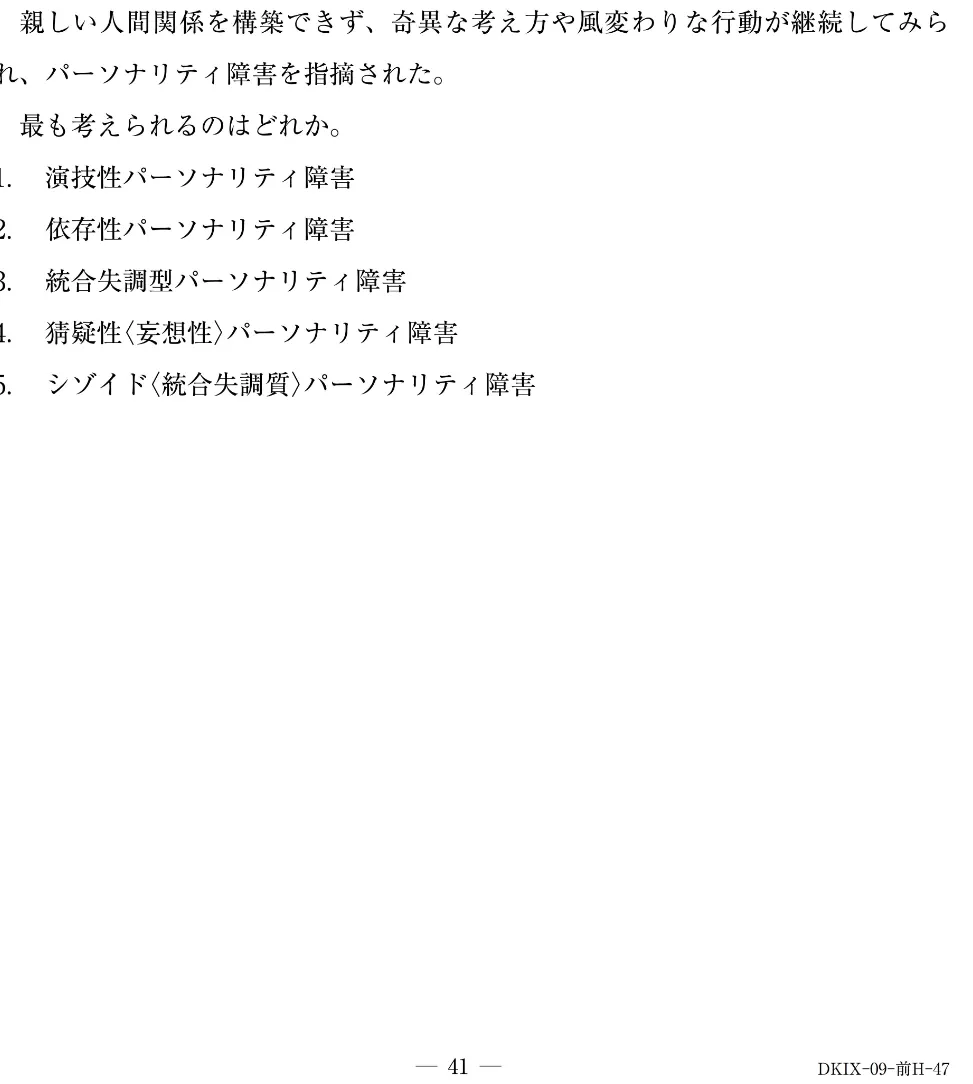 親しい人間関係を構築できず、奇異な考え方や風変わりな行動が継続してみら
れ、パーソナリティ障害を指摘された。
最も考えられるのはどれか。
1. 演技性パーソナリティ障害
2. 依存性パーソナリティ障害
3. 統合失調型パーソナリティ障害
4. 猜疑性〈妄想性〉パーソナリティ障害
5. シゾイド〈統合失調質〉パーソナリティ障害
— 41 —
DKIX-09-前H-47